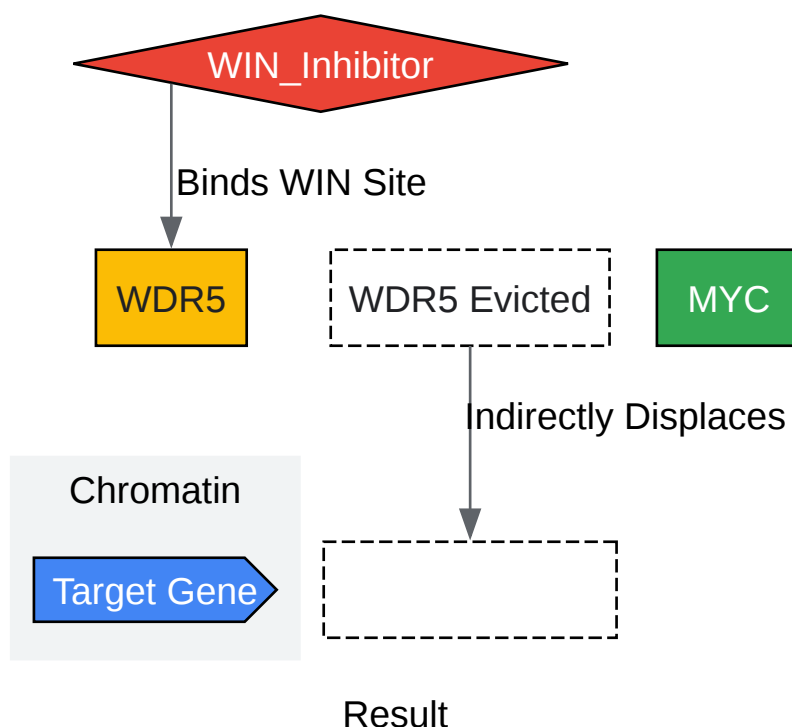 WIN_Inhibitor
Binds WIN Site
WDR5
WDR5 Evicted
MYC
Indirectly Displaces
Chromatin
Target Gene
Result